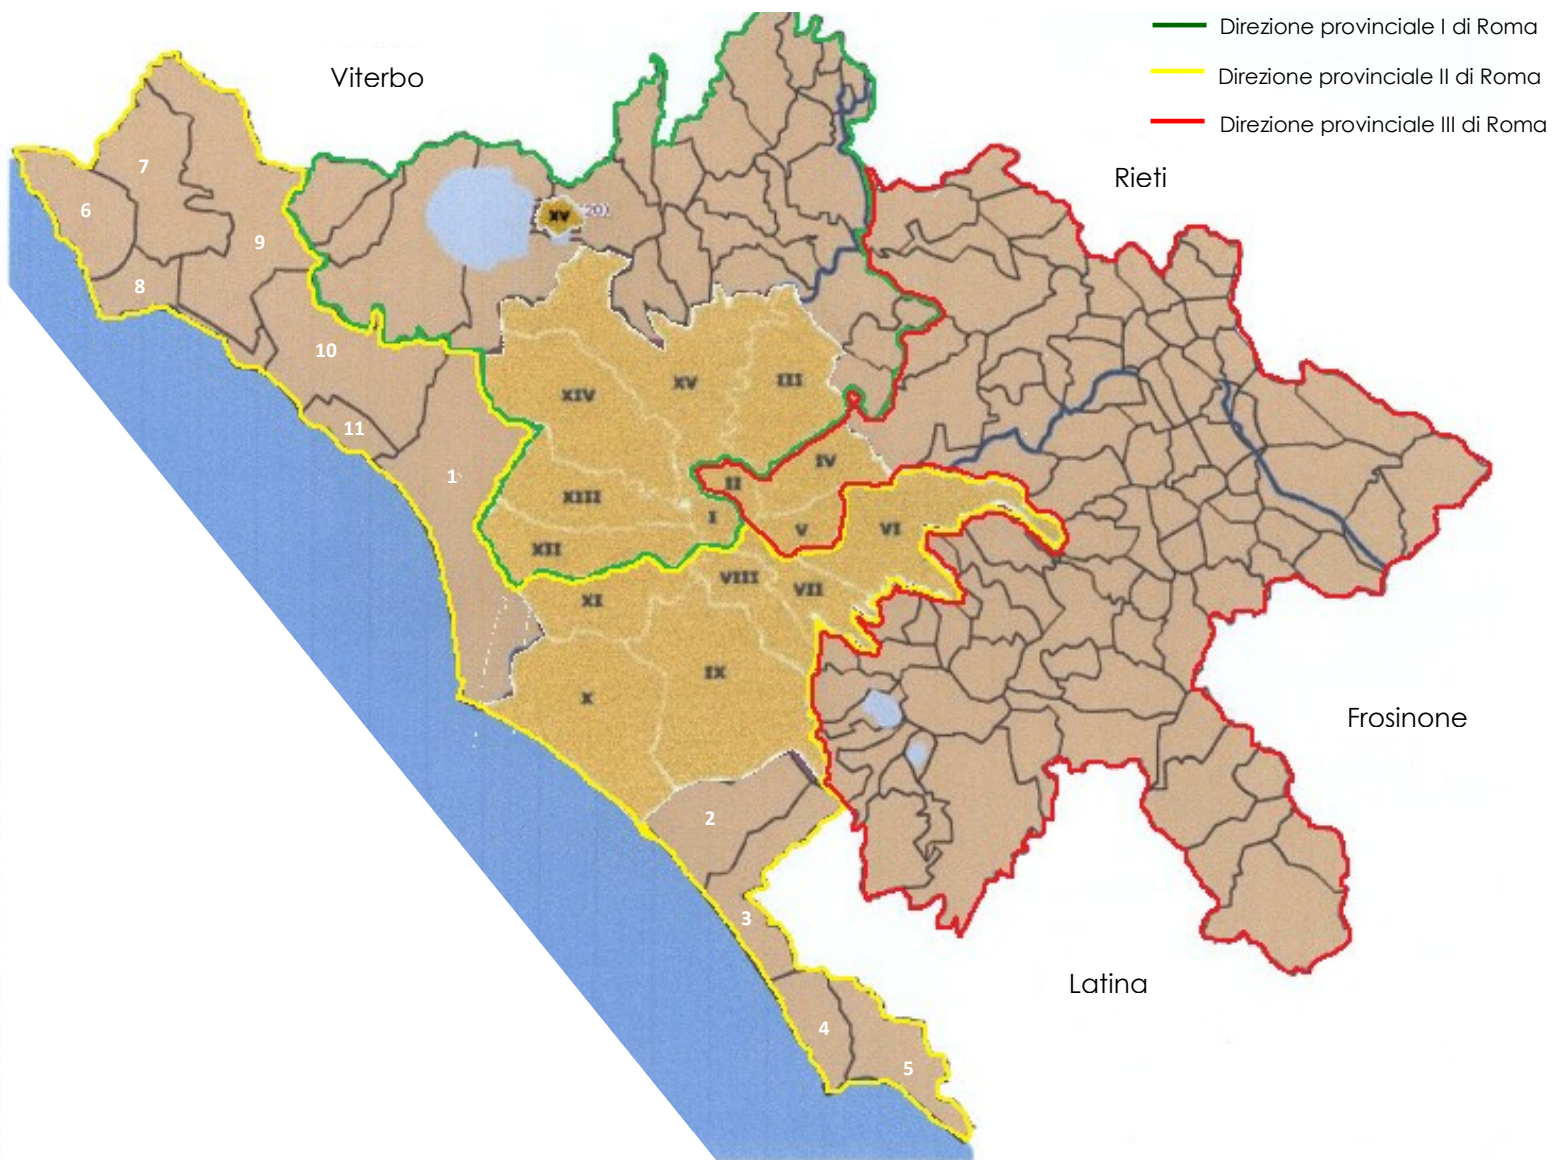 Direzione provinciale I di Roma
Viterbo
Direzione provinciale II di Roma
Direzione provinciale III di Roma
7
Rieti
6
XV
20)
9
8
10
XIV
XV
III
11
IV
1
II
XIII
I
V
VI
XII
VIII
VII
XI
IX
X
Frosinone
2
3
Latina
4
5